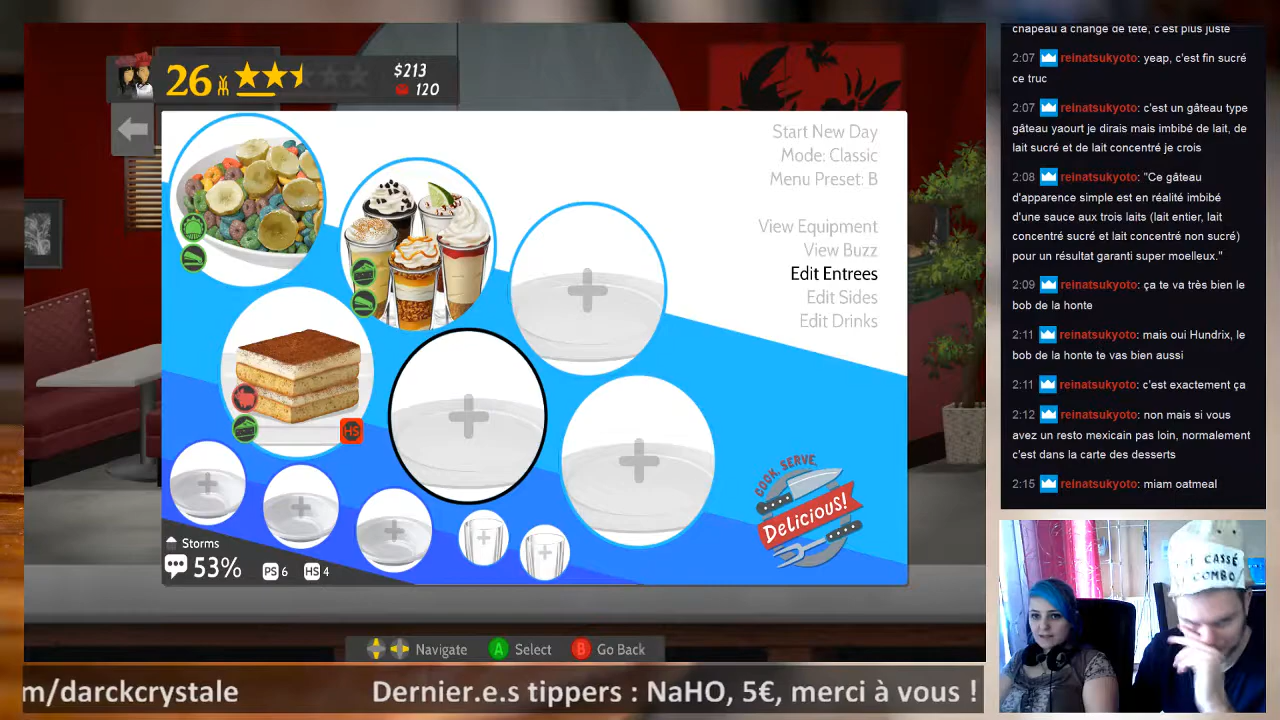 26
$213
120
Start New Day
Mode: Classic
Menu Preset: B
View Equipment
View Buzz
Edit Entrees
Edit Sides
Edit Drinks
HS
COOK, SERVE,
Delicious!
Storms
53%
PS 6
HS 4
Navigate
A Select
B Go Back
chapeau a changé de tête, c'est plus juste
2:07 reinatsukyoto: yeap, c'est fin sucré
ce truc
2:07 reinatsukyoto: c'est un gâteau type
gâteau yaourt je dirais mais imbibé de lait, de
lait sucré et de lait concentré je crois
2:08 reinatsukyoto: "Ce gâteau
d'apparence simple est en réalité imbibé
d'une sauce aux trois laits (lait entier, lait
concentré sucré et lait concentré non sucré)
pour un résultat garanti super moelleux."
2:09 reinatsukyoto: ça te va très bien le
bob de la honte
2:11 reinatsukyoto: mais oui Hundrix, le
bob de la honte te vas bien aussi
2:11 reinatsukyoto: c'est exactement ça
2:12 reinatsukyoto: non mais si vous
avez un resto mexicain pas loin, normalement
c'est dans la carte des desserts
2:15 reinatsukyoto: miam oatmeal
CASSÉ
COMBO
m/darckcrystale
Dernier.e.s tippers : NaHO, 5€, merci à vous !